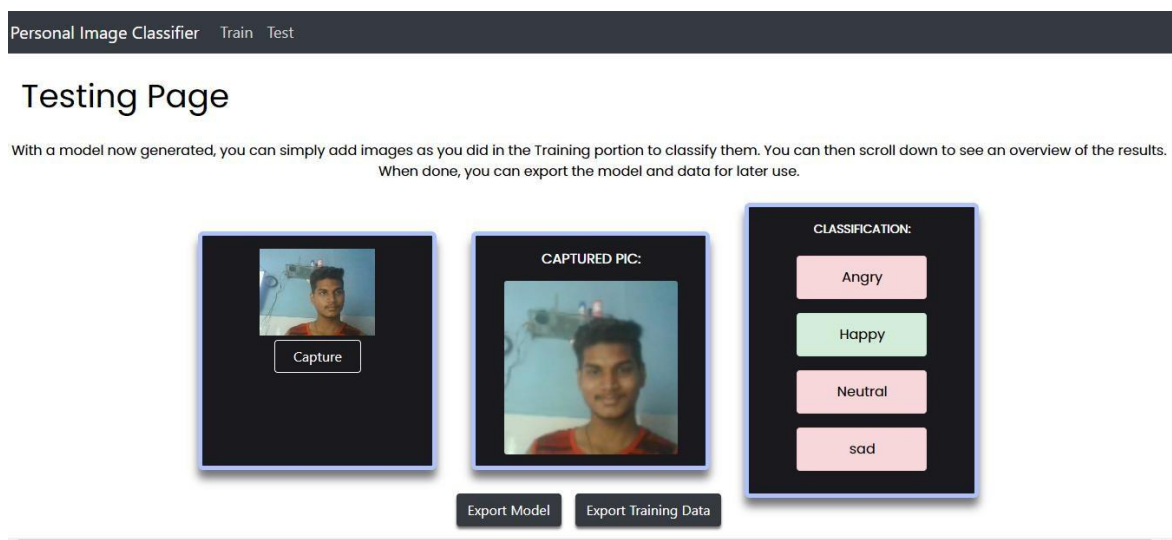 Personal Image Classifier Train Test
Testing Page
With a model now generated, you can simply add images as you did in the Training portion to classify them. You can then scroll down to see an overview of the results.
When done, you can export the model and data for later use.
Capture
CAPTURED PIC:
CLASSIFICATION:
Angry
Happy
Neutral
sad
Export Model Export Training Data